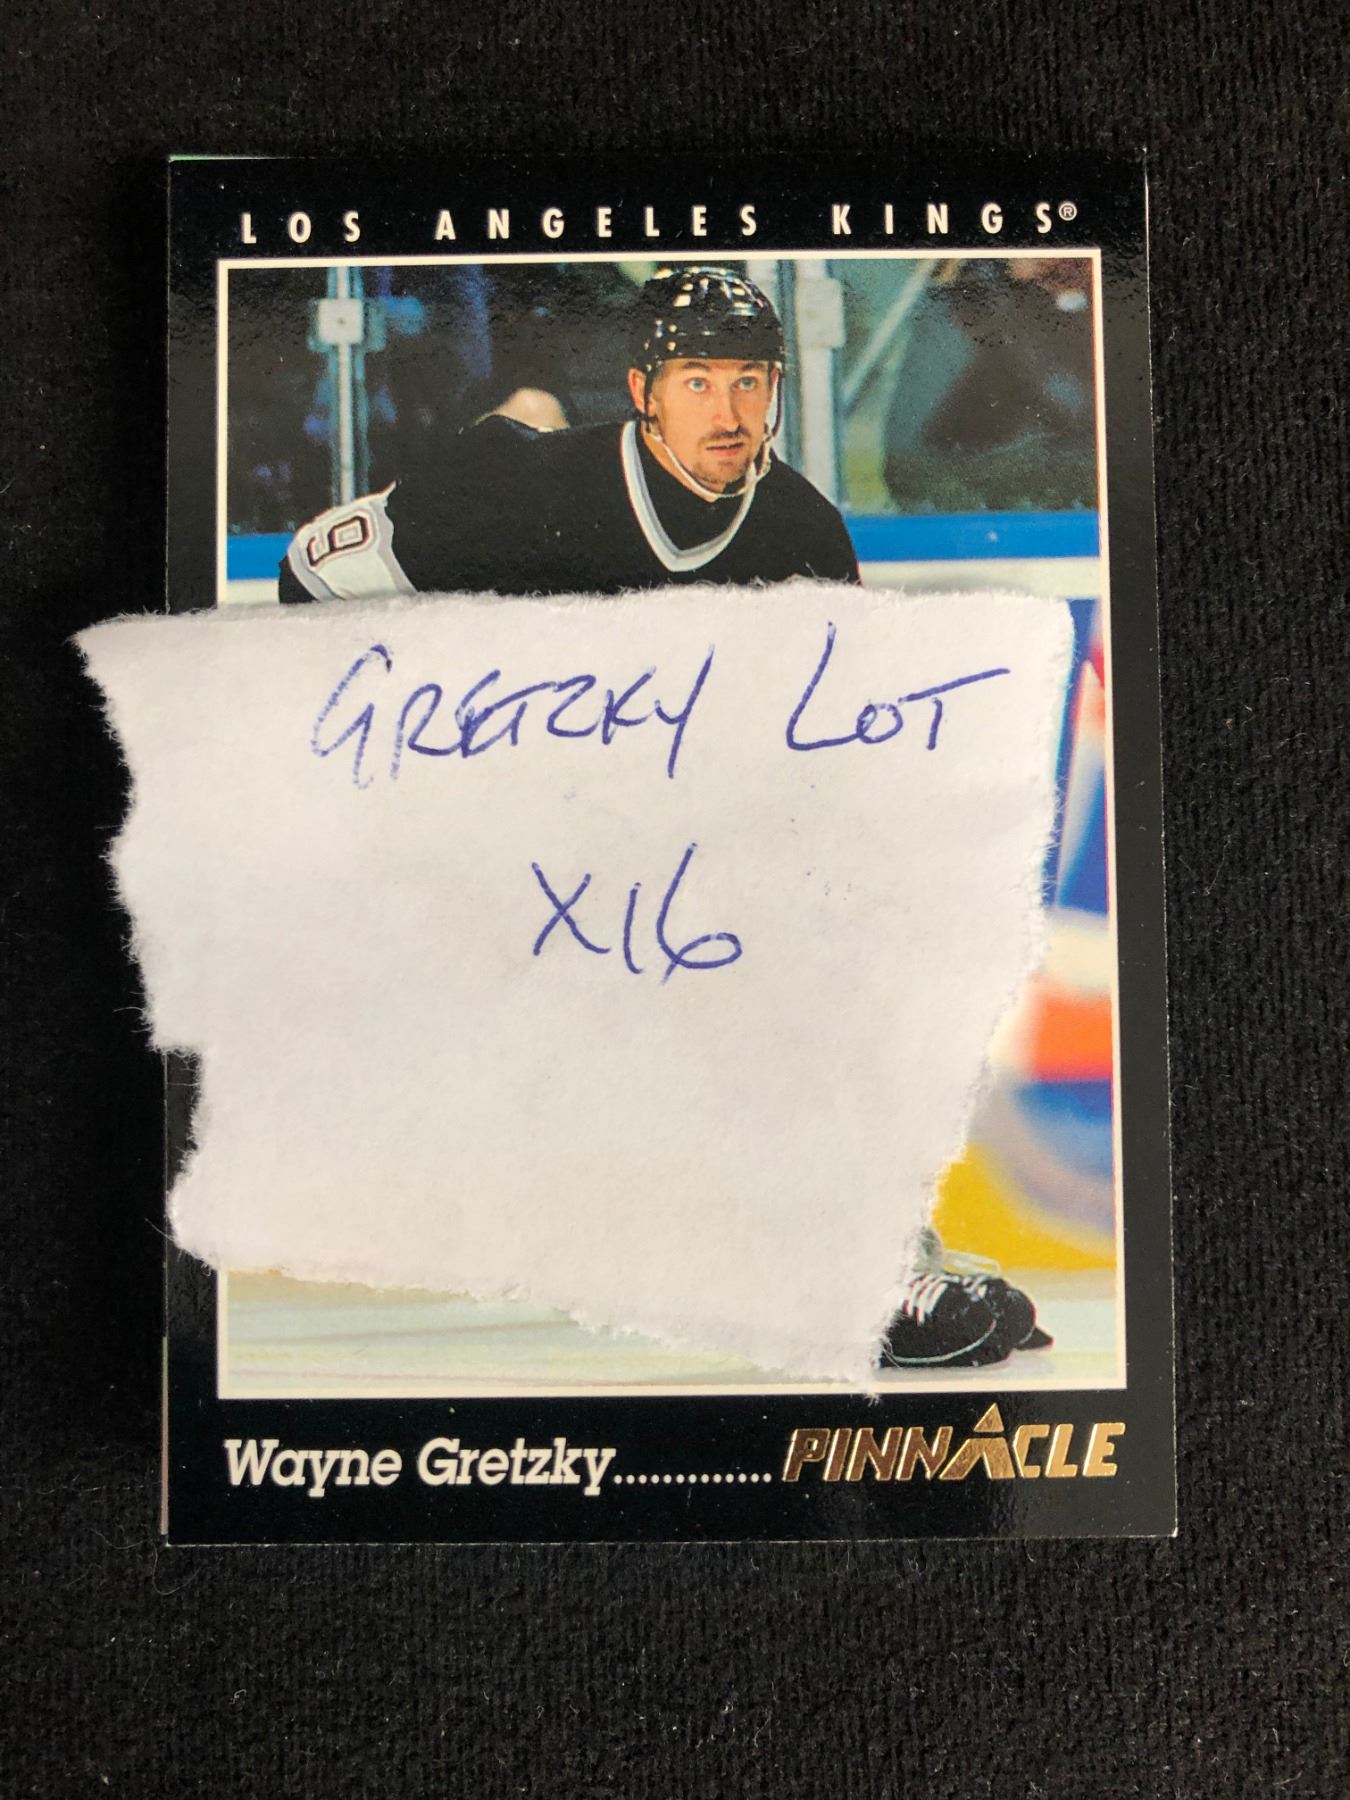 LOS ANGELES KINGS®
9
GRETZKY LOT
X16
Wayne Gretzky............. PINNACLE